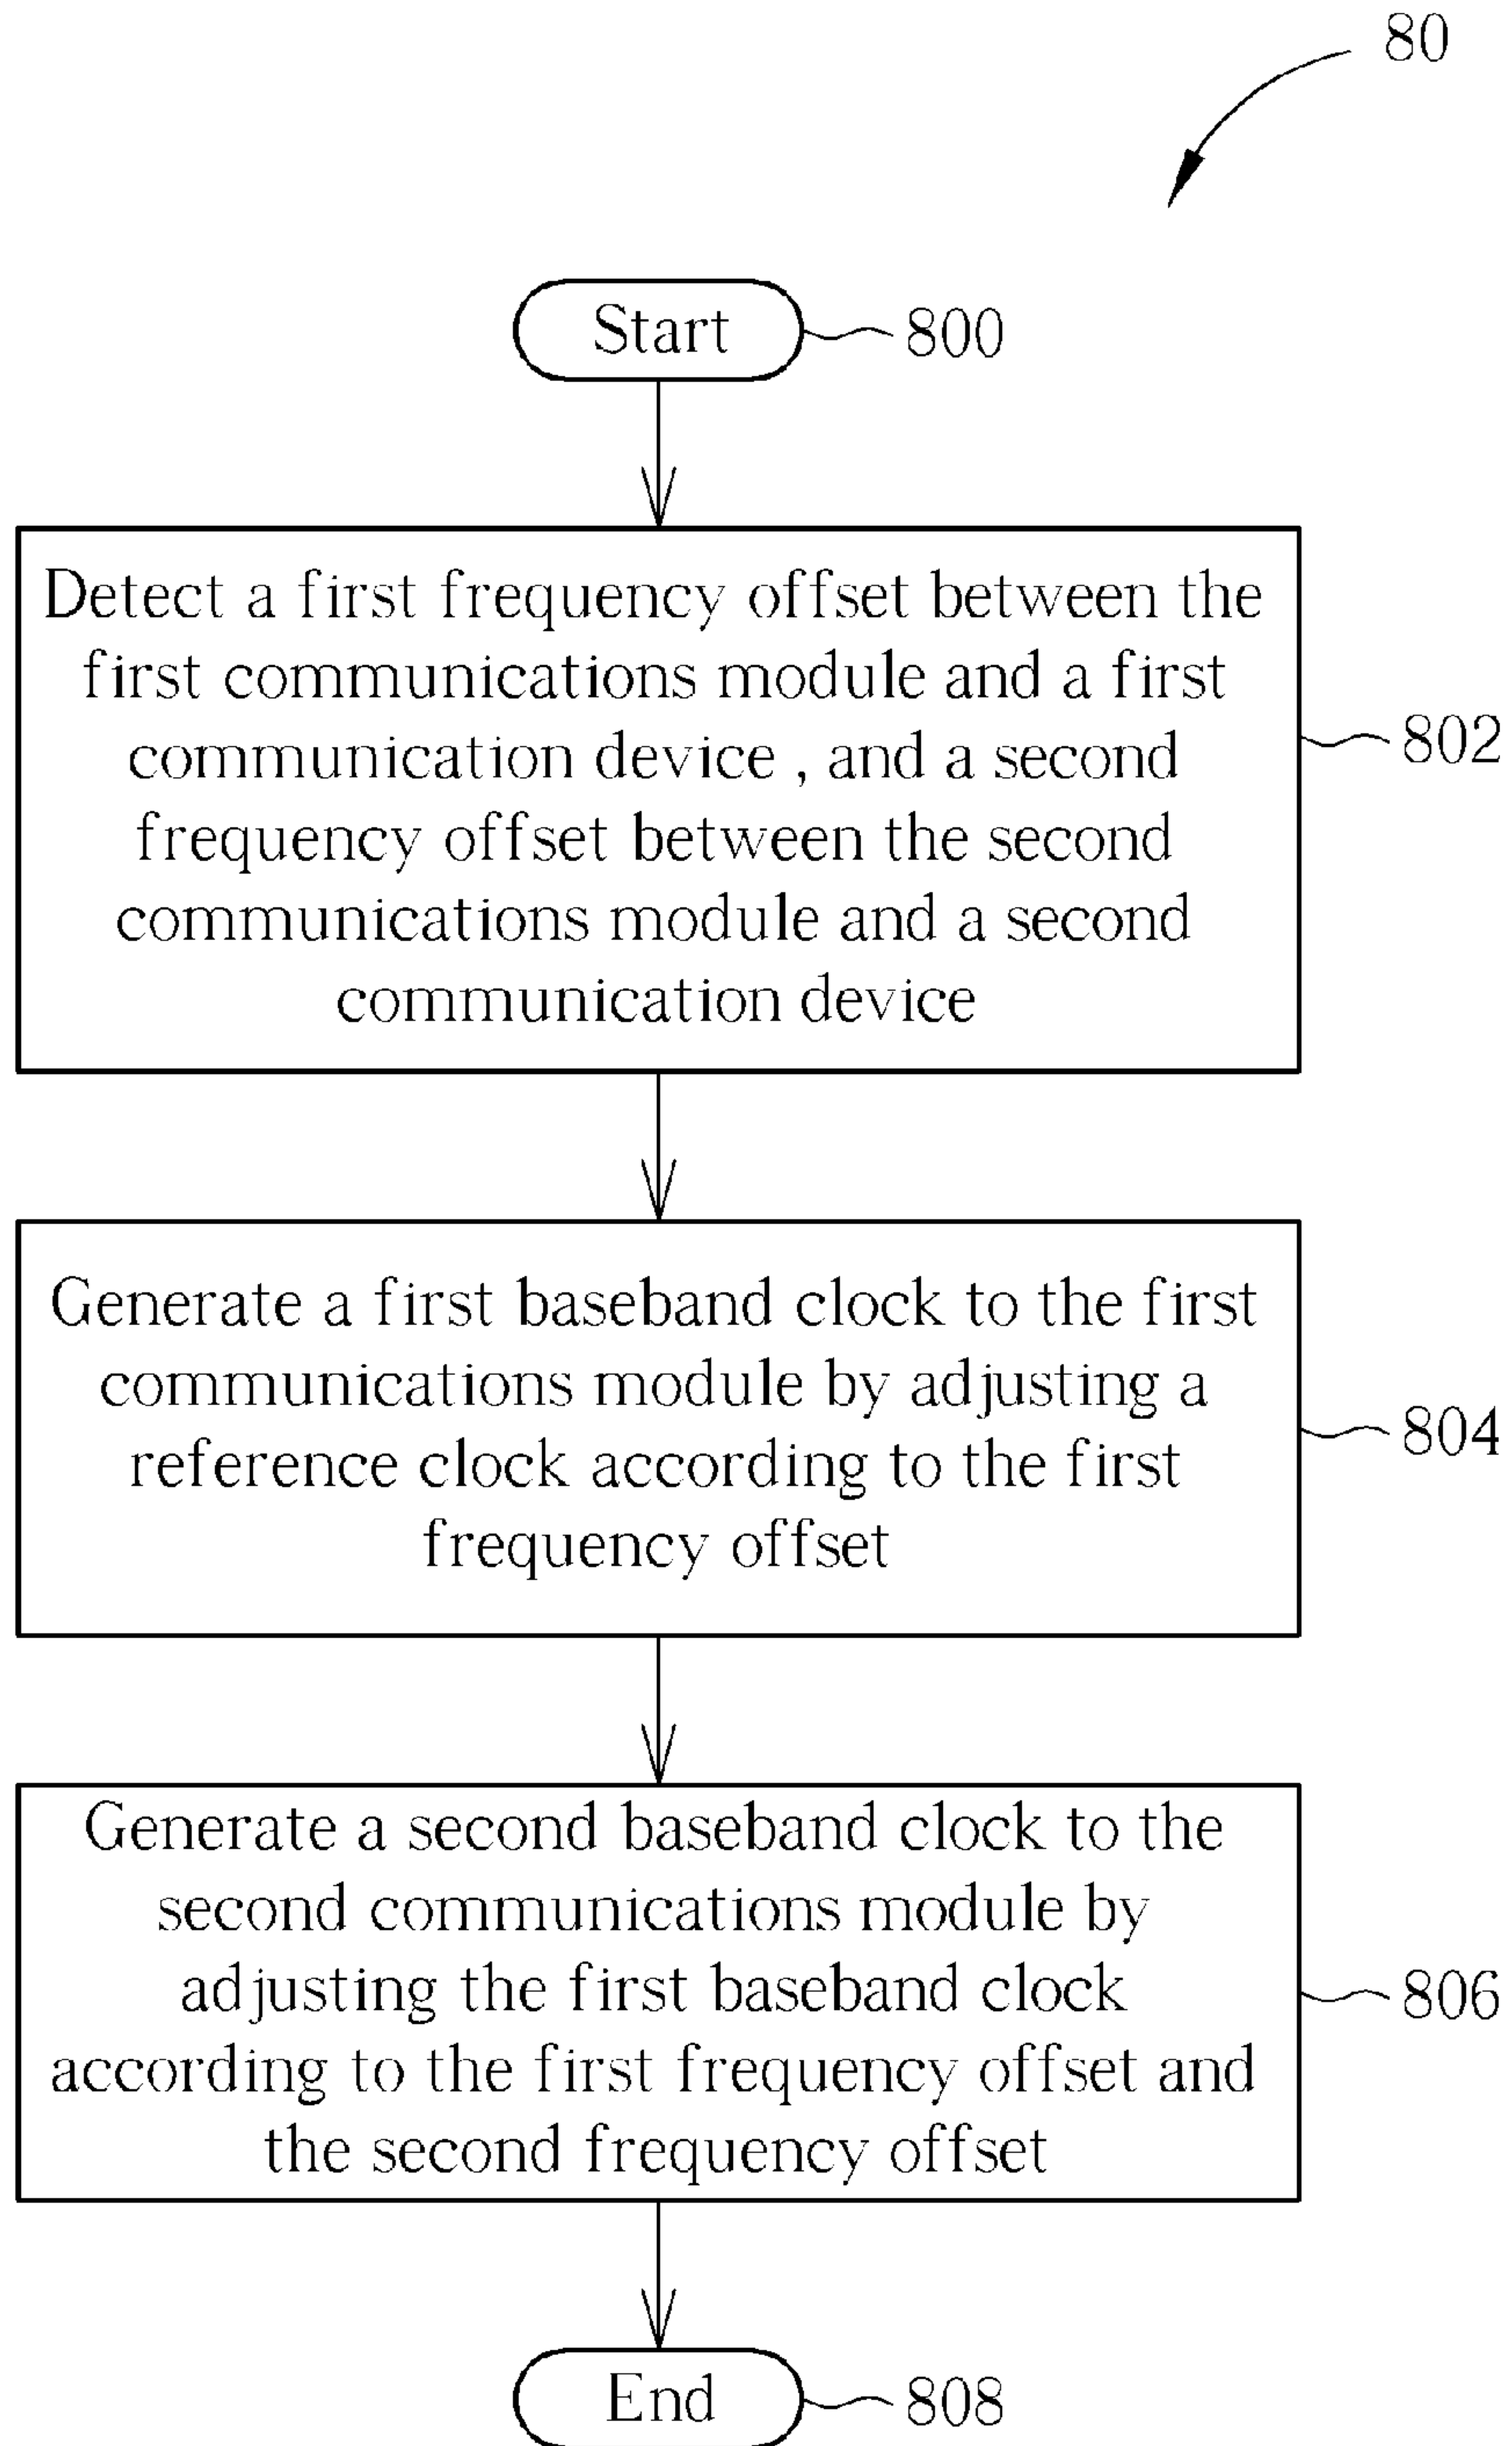 80
Start
800
Detect a first frequency offset between the
first communications module and a first
communication device , and a second
frequency offset between the second
communications module and a second
communication device
802
Generate a first baseband clock to the first
communications module by adjusting a
reference clock according to the first
frequency offset
804
Generate a second baseband clock to the
second communications module by
adjusting the first baseband clock
according to the first frequency offset and
the second frequency offset
806
End
808